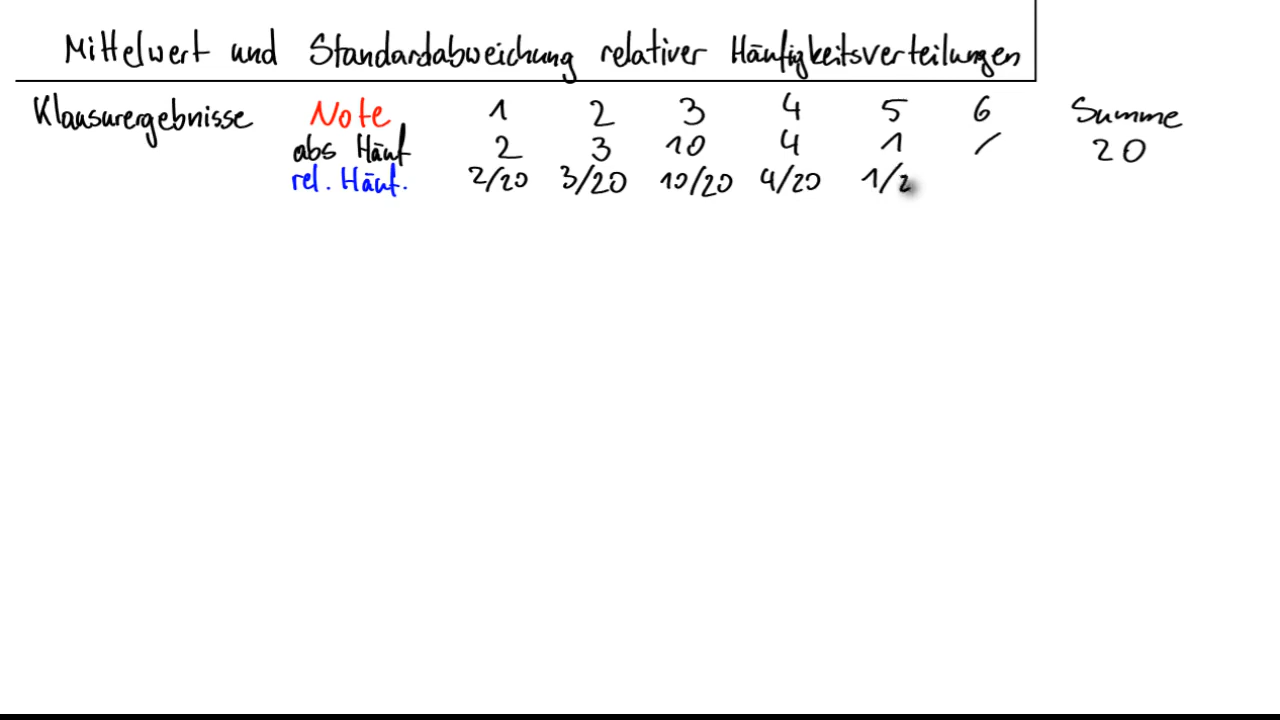 Mittelwert und Standardabweichung relativer Häufigkeitsverteilungen
Klausurergebnisse Note 1 2 3 4 5 6 Summe
abs Häuf 2 3 10 4 1 / 20
rel. Häuf. 2/20 3/20 10/20 4/20 1/2